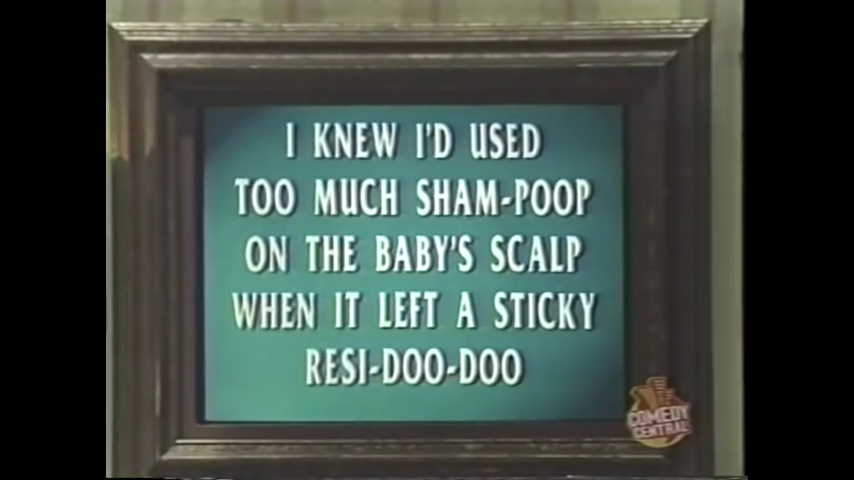 I KNEW I'D USED
TOO MUCH SHAM-POOP
ON THE BABY'S SCALP
WHEN IT LEFT A STICKY
RESI-DOO-DOO
COMEDY
CENTRAL